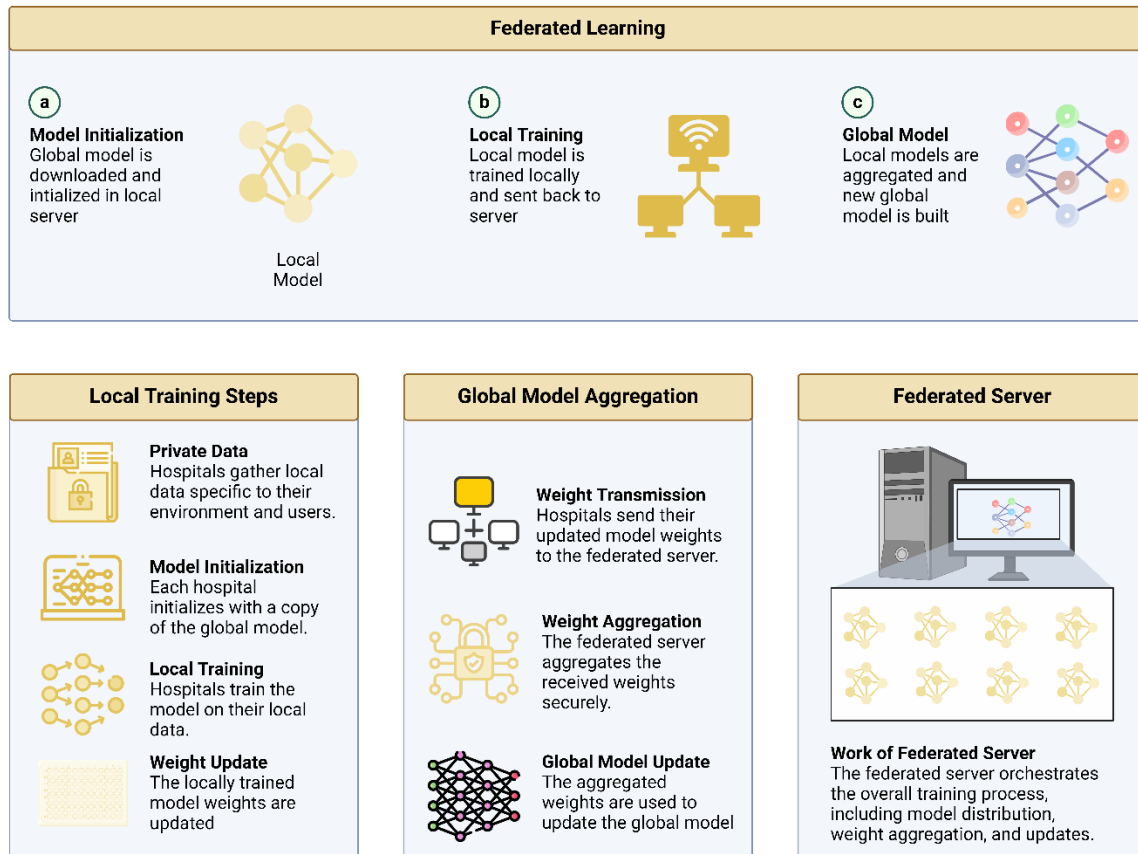 Federated Learning
a
Model Initialization
Global model is
downloaded and
intialized in local
server
Local
Model
b
Local Training
Local model is
trained locally
and sent back to
server
c
Global Model
Local models are
aggregated and
new global
model is built
Local Training Steps
Private Data
Hospitals gather local
data specific to their
environment and users.
Model Initialization
Each hospital
initializes with a copy
of the global model.
Local Training
Hospitals train the
model on their local
data.
Weight Update
The locally trained
model weights are
updated
Global Model Aggregation
Weight Transmission
Hospitals send their
updated model weights
to the federated server.
Weight Aggregation
The federated server
aggregates the
received weights
securely.
Global Model Update
The aggregated
weights are used to
update the global model
Federated Server
Work of Federated Server
The federated server orchestrates
the overall training process,
including model distribution,
weight aggregation, and updates.